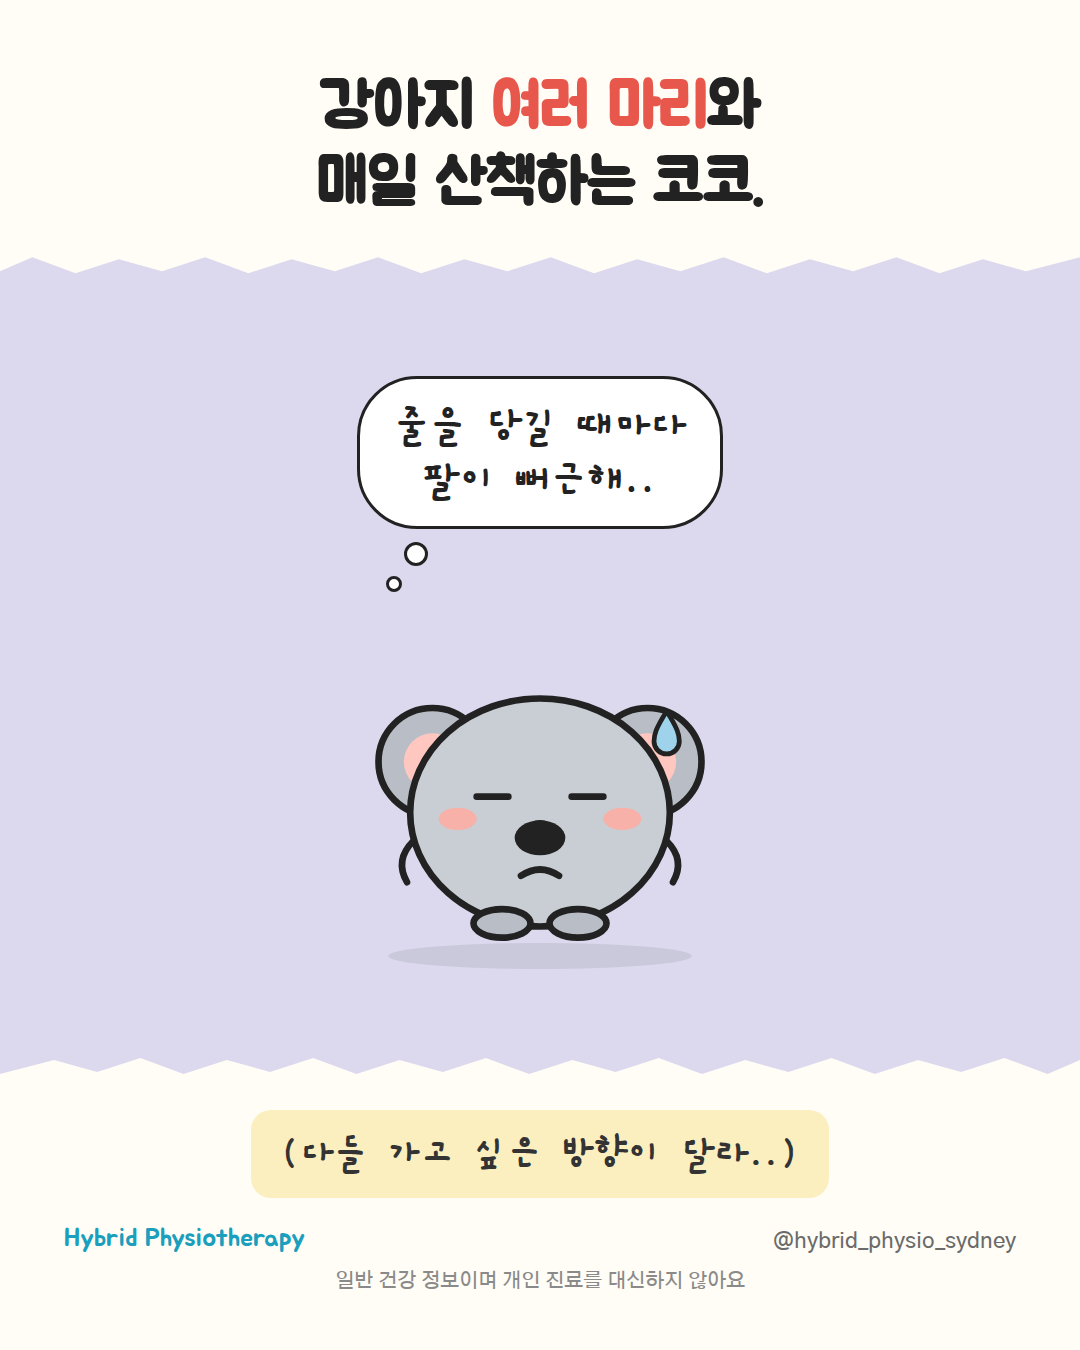 강아지 여러 마리와
매일 산책하는 코코.
줄을 당길 때마다
팔이 뻐근해..
(다들 가고 싶은 방향이 달라..)
Hybrid Physiotherapy
@hybrid_physio_sydney
일반 건강 정보이며 개인 진료를 대신하지 않아요